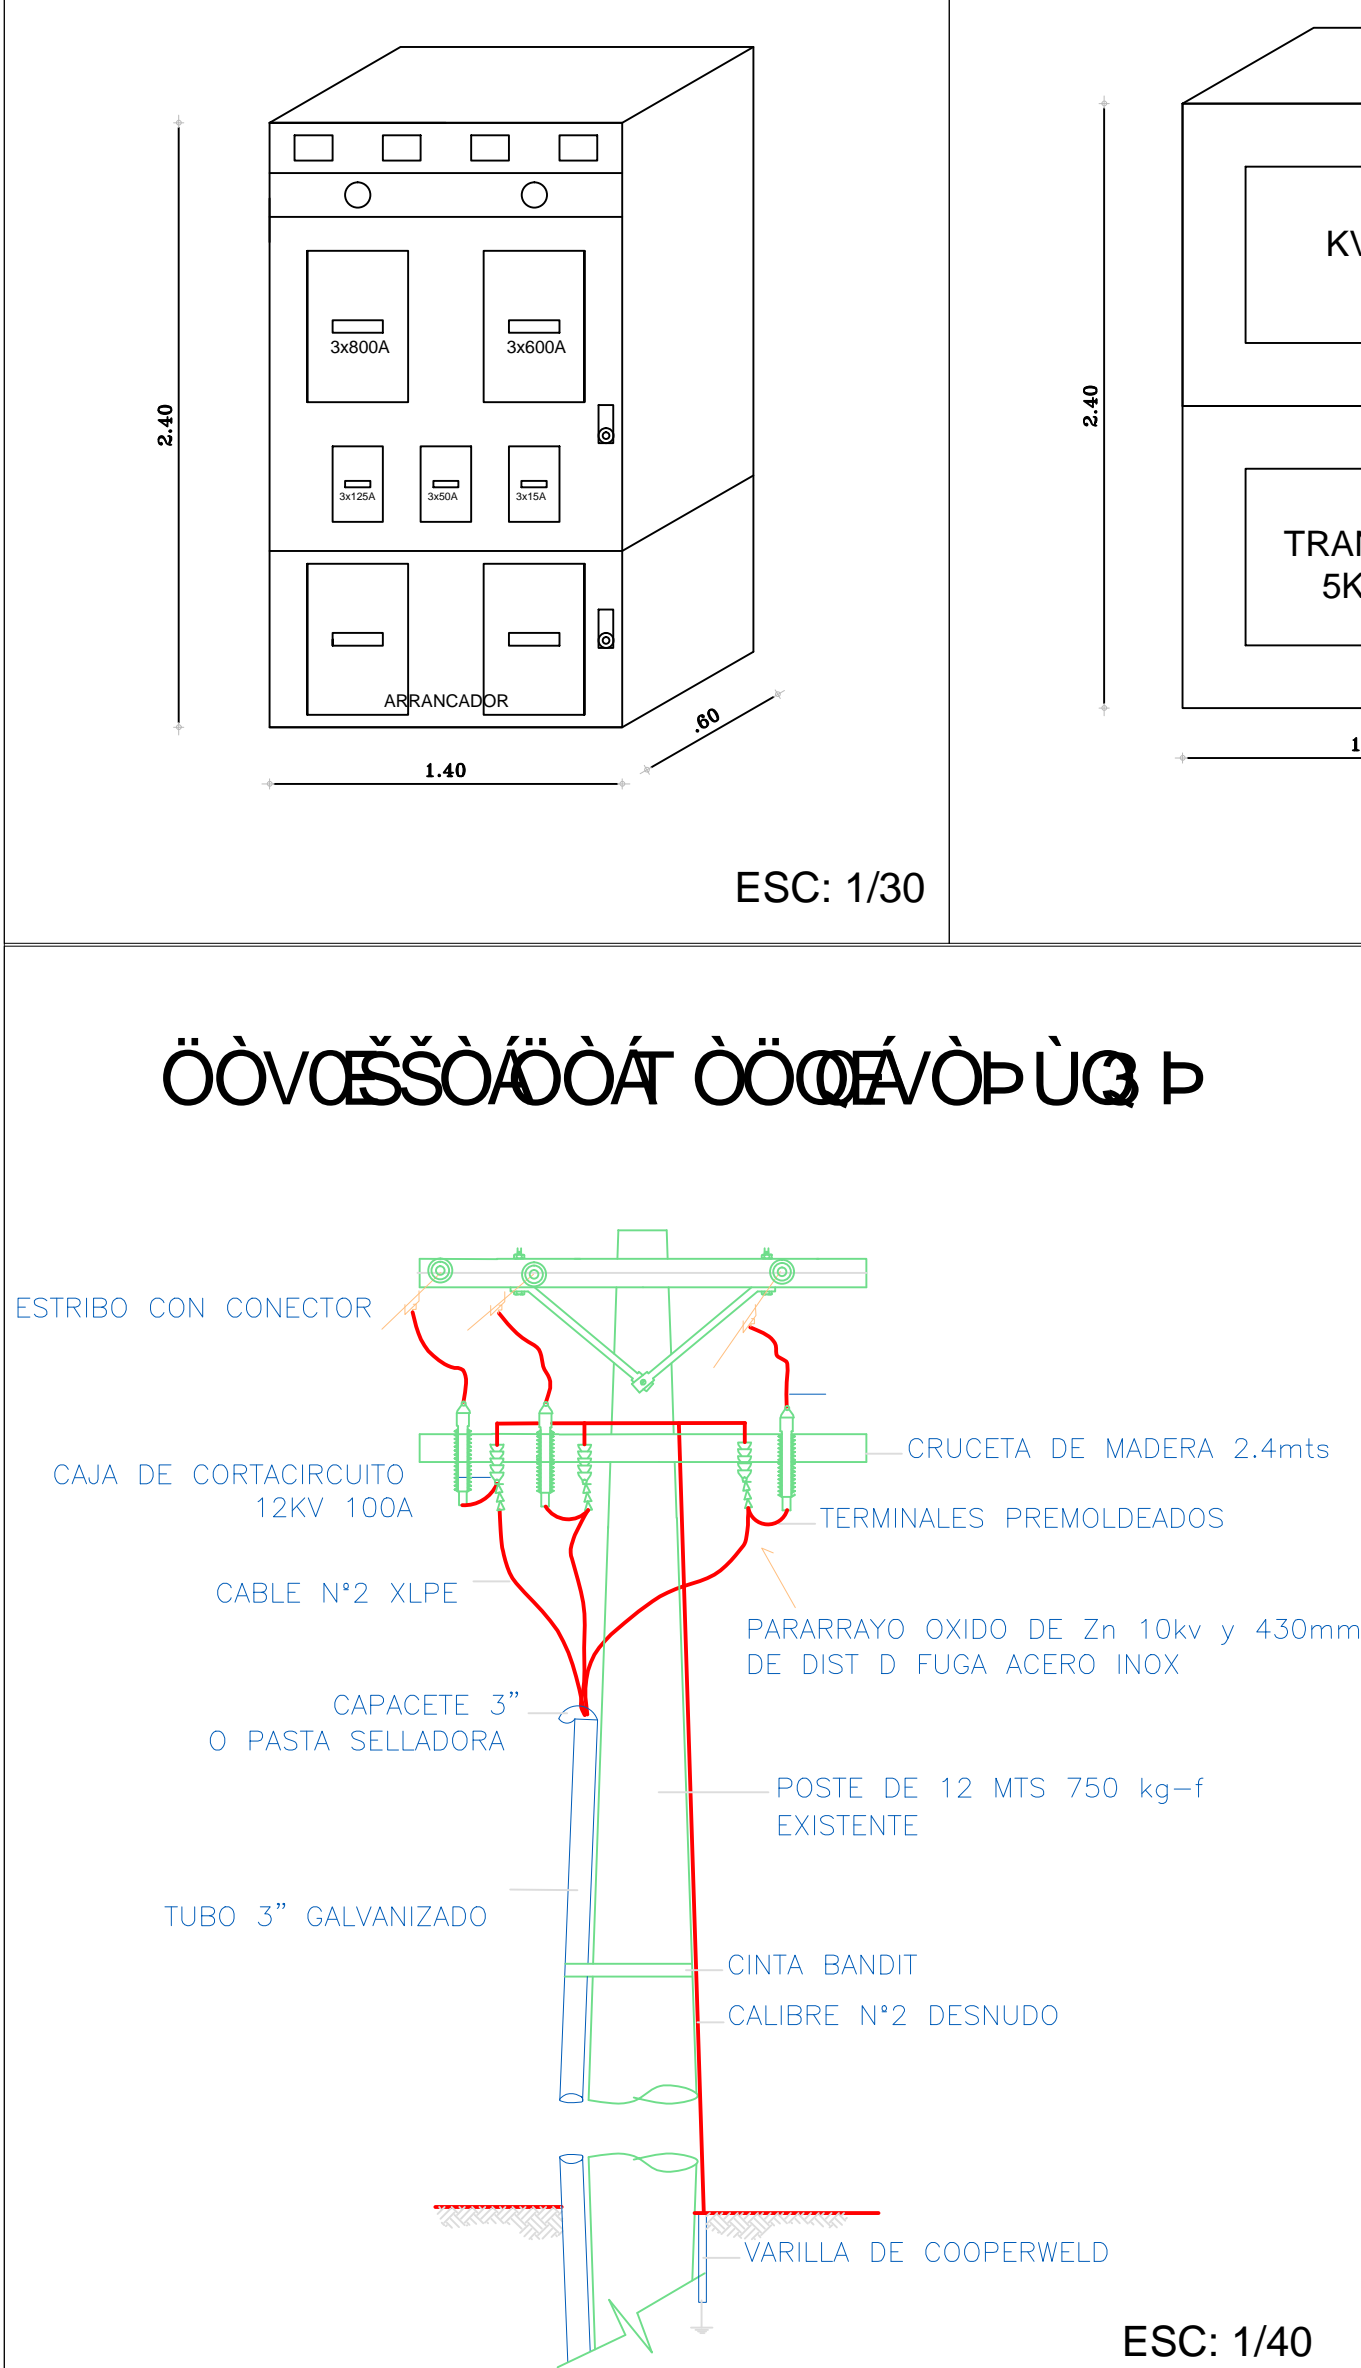 3x800A
3x600A
3x125A
3x50A
3x15A
ARRANCADOR
2.40
1.40
.60
ESC: 1/30
2.40
ESC: 1/40
ESTRIBO CON CONECTOR
CAJA DE CORTACIRCUITO
12KV 100A
CRUCETA DE MADERA 2.4mts
TERMINALES PREMOLDEADOS
CABLE Nº2 XLPE
PARARRAYO OXIDO DE Zn 10kv y 430mm
DE DIST D FUGA ACERO INOX
CAPACETE 3”
O PASTA SELLADORA
POSTE DE 12 MTS 750 kg-f
EXISTENTE
TUBO 3” GALVANIZADO
CINTA BANDIT
CALIBRE Nº2 DESNUDO
VARILLA DE COOPERWELD